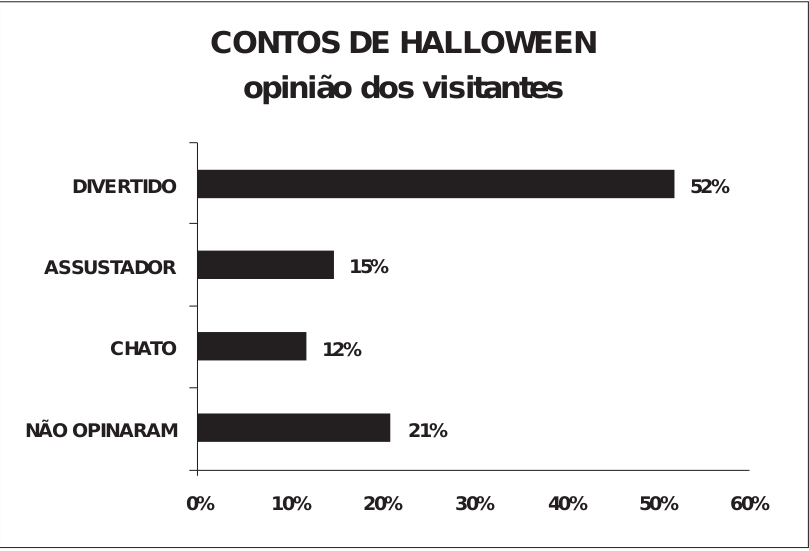 CONTOS DE HALLOWEEN
opinião dos visitantes
DIVERTIDO 52%
ASSUSTADOR 15%
CHATO 12%
NÃO OPINARAM 21%
0% 10% 20% 30% 40% 50% 60%